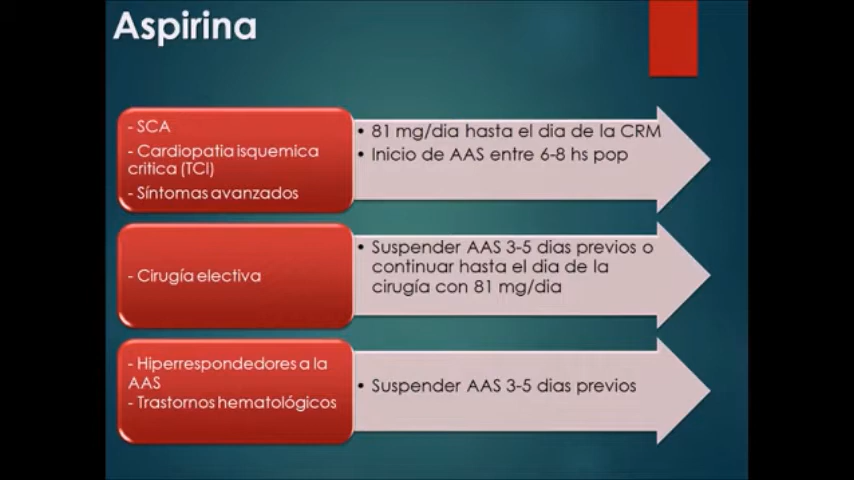 Aspirina
- SCA
- Cardiopatia isquemica
critica (TCI)
- Síntomas avanzados
• 81 mg/dia hasta el dia de la CRM
• Inicio de AAS entre 6-8 hs pop
- Cirugía electiva
• Suspender AAS 3-5 dias previos o
continuar hasta el dia de la
cirugía con 81 mg/dia
- Hiperrespondedores a la
AAS
- Trastornos hematológicos
• Suspender AAS 3-5 dias previos